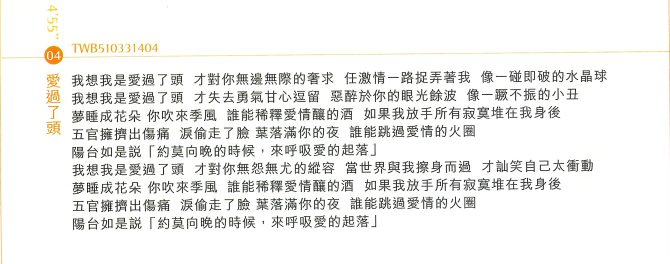 4'55"
04
TWB510331404
愛過了頭
我想我是愛過了頭 才對你無邊無際的奢求 任激情一路捉弄著我 像一碰即破的水晶球
我想我是愛過了頭 才失去勇氣甘心逗留 惡醉於你的眼光餘波 像一蹶不振的小丑
夢睡成花朵 你吹來季風 誰能稀釋愛情釀的酒 如果我放手所有寂寞堆在我身後
五官擁擠出傷痛 淚偷走了臉 葉落滿你的夜 誰能跳過愛情的火圈
陽台如是說「約莫向晚的時候，來呼吸愛的起落」
我想我是愛過了頭 才對你無怨無尤的縱容 當世界與我擦身而過 才訕笑自己太衝動
夢睡成花朵 你吹來季風 誰能稀釋愛情釀的酒 如果我放手所有寂寞堆在我身後
五官擁擠出傷痛 淚偷走了臉 葉落滿你的夜 誰能跳過愛情的火圈
陽台如是說「約莫向晚的時候，來呼吸愛的起落」